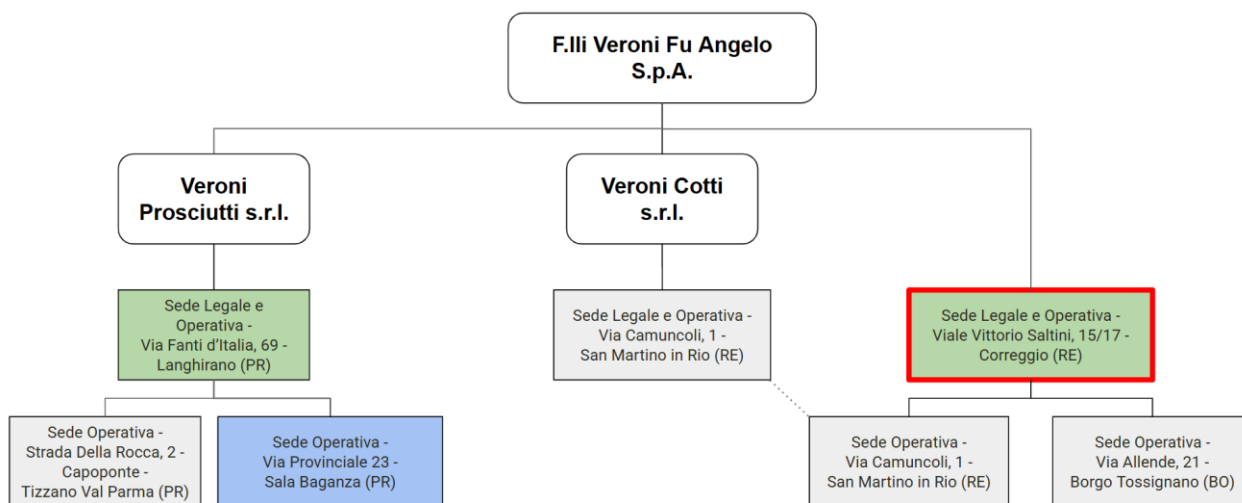 F.lli Veroni Fu Angelo
S.p.A.
Veroni
Prosciutti s.r.l.
Veroni Cotti
s.r.l.
Sede Legale e
Operativa -
Via Fanti d'Italia, 69 -
Langhirano (PR)
Sede Legale e Operativa -
Via Camuncoli, 1 -
San Martino in Rio (RE)
Sede Legale e Operativa -
Viale Vittorio Saltini, 15/17 -
Correggio (RE)
Sede Operativa -
Strada Della Rocca, 2 -
Capoponte -
Tizzano Val Parma (PR)
Sede Operativa -
Via Provinciale 23 -
Sala Baganza (PR)
Sede Operativa -
Via Camuncoli, 1 -
San Martino in Rio (RE)
Sede Operativa -
Via Allende, 21 -
Borgo Tossignano (BO)